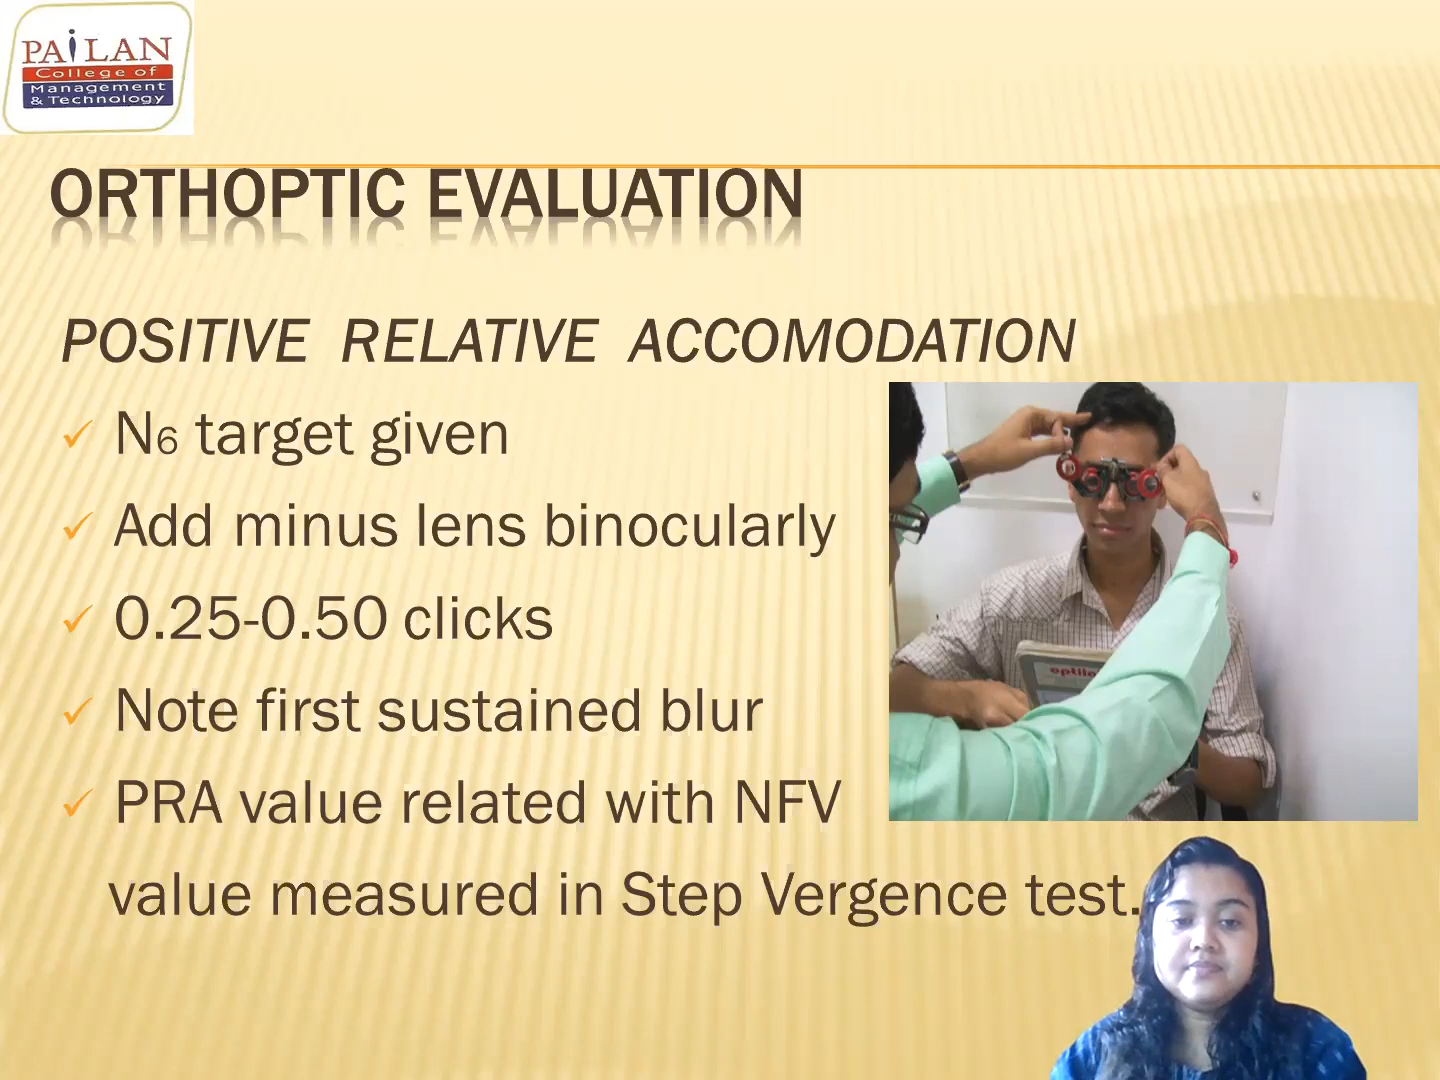 PAiLAN
College of
Management
& Technology
ORTHOPTIC EVALUATION
POSITIVE RELATIVE ACCOMODATION
✓ N6 target given
✓ Add minus lens binocularly
✓ 0.25-0.50 clicks
✓ Note first sustained blur
✓ PRA value related with NFV
value measured in Step Vergence test.